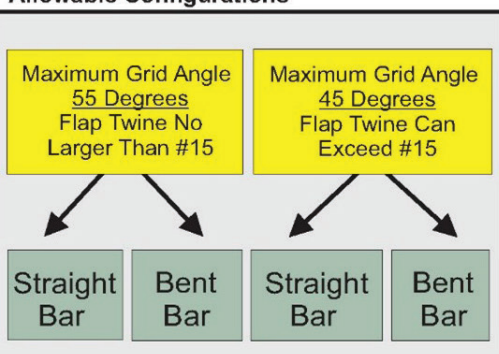 Allowable Configurations
Maximum Grid Angle
55 Degrees
Flap Twine No
Larger Than #15
Maximum Grid Angle
45 Degrees
Flap Twine Can
Exceed #15
Straight
Bar
Bent
Bar
Straight
Bar
Bent
Bar